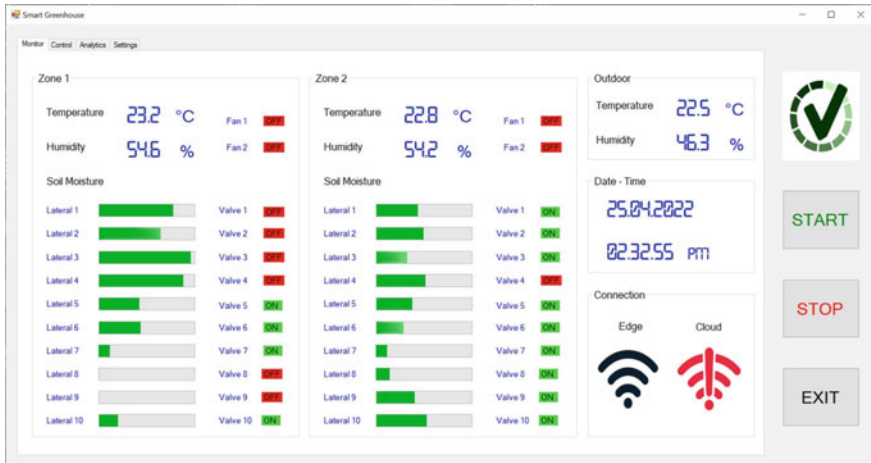 Smart Greenhouse
Monitor Control Analytics Settings
Zone 1
Temperature 23.2 °C Fan 1 OFF
Humidity 54.6 % Fan 2 OFF
Soil Moisture
Lateral 1 Valve 1 OFF
Lateral 2 Valve 2 OFF
Lateral 3 Valve 3 OFF
Lateral 4 Valve 4 OFF
Lateral 5 Valve 5 ON
Lateral 6 Valve 6 ON
Lateral 7 Valve 7 ON
Lateral 8 Valve 8 OFF
Lateral 9 Valve 9 OFF
Lateral 10 Valve 10 ON
Zone 2
Temperature 22.8 °C Fan 1 OFF
Humidity 54.2 % Fan 2 OFF
Soil Moisture
Lateral 1 Valve 1 ON
Lateral 2 Valve 2 ON
Lateral 3 Valve 3 ON
Lateral 4 Valve 4 OFF
Lateral 5 Valve 5 ON
Lateral 6 Valve 6 ON
Lateral 7 Valve 7 ON
Lateral 8 Valve 8 ON
Lateral 9 Valve 9 ON
Lateral 10 Valve 10 ON
Outdoor
Temperature 22.5 °C
Humidity 46.3 %
Date - Time
25.04.2022
02.32.55 PM
Connection
Edge Cloud
START
STOP
EXIT